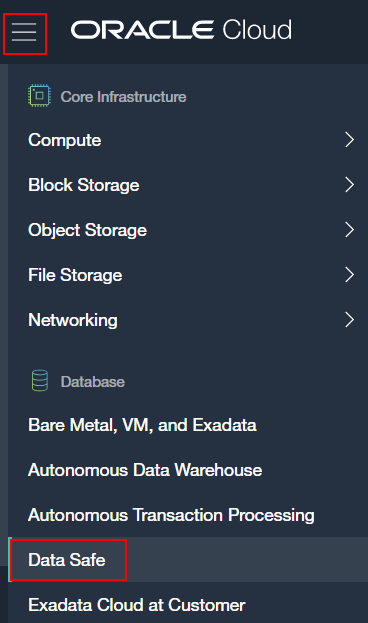 ORACLE Cloud
Core Infrastructure
Compute
Block Storage
Object Storage
File Storage
Networking
Database
Bare Metal, VM, and Exadata
Autonomous Data Warehouse
Autonomous Transaction Processing
Data Safe
Exadata Cloud at Customer